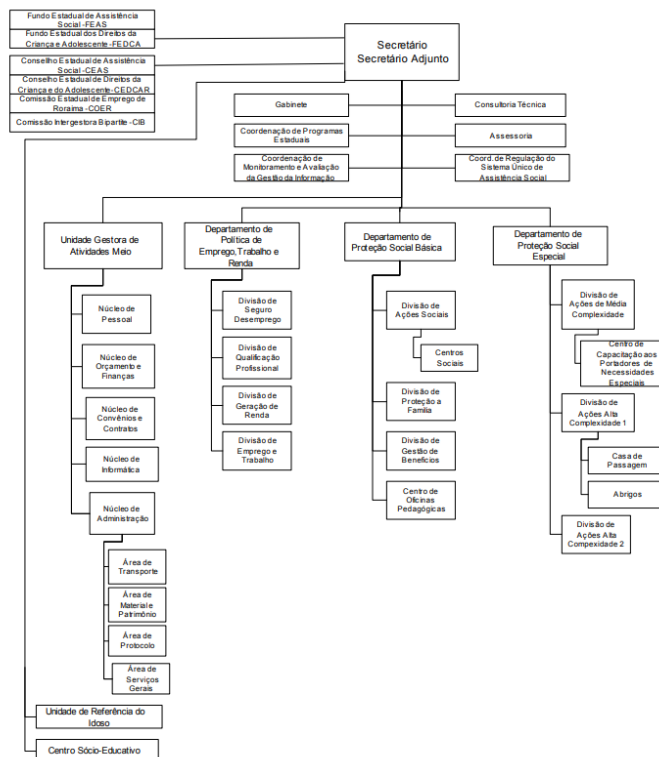 Fundo Estadual de Assistência
Social -FEAS
Fundo Estadual dos Direitos da
Criança e Adolescente -FEDCA
Conselho Estadual de Assistência
Social -CEAS
Conselho Estadual de Direitos da
Criança e do Adolescente -CEDCAR
Comissão Estadual de Emprego de
Roraima -COER
Comissão Intergestora Bipartite -CIB
Secretário
Secretário Adjunto
Gabinete
Consultoria Técnica
Coordenação de Programas
Estaduais
Assessoria
Coordenação de
Monitoramento e Avaliação
da Gestão da Informação
Coord. de Regulação do
Sistema Único de
Assistência Social
Unidade Gestora de
Atividades Meio
Núcleo de
Pessoal
Núcleo de
Orçamento e
Finanças
Núcleo de
Convênios e
Contratos
Núcleo de
Informática
Núcleo de
Administração
Área de
Transporte
Área de
Material e
Patrimônio
Área de
Protocolo
Área de
Serviços
Gerais
Departamento de
Política de
Emprego,Trabalho e
Renda
Divisão de
Seguro
Desemprego
Divisão de
Qualificação
Profissional
Divisão de
Geração de
Renda
Divisão de
Emprego e
Trabalho
Departamento de
Proteção Social Básica
Divisão de
Ações Sociais
Centros
Sociais
Divisão de
Proteção a
Família
Divisão de
Gestão de
Benefícios
Centro de
Oficinas
Pedagógicas
Departamento de
Proteção Social
Especial
Divisão de
Ações de Média
Complexidade
Centro de
Capacitação aos
Portadores de
Necessidades
Especiais
Divisão de
Ações Alta
Complexidade 1
Casa de
Passagem
Abrigos
Divisão de
Ações Alta
Compexidade 2
Unidade de Referência do
Idoso
Centro Sócio-Educativo